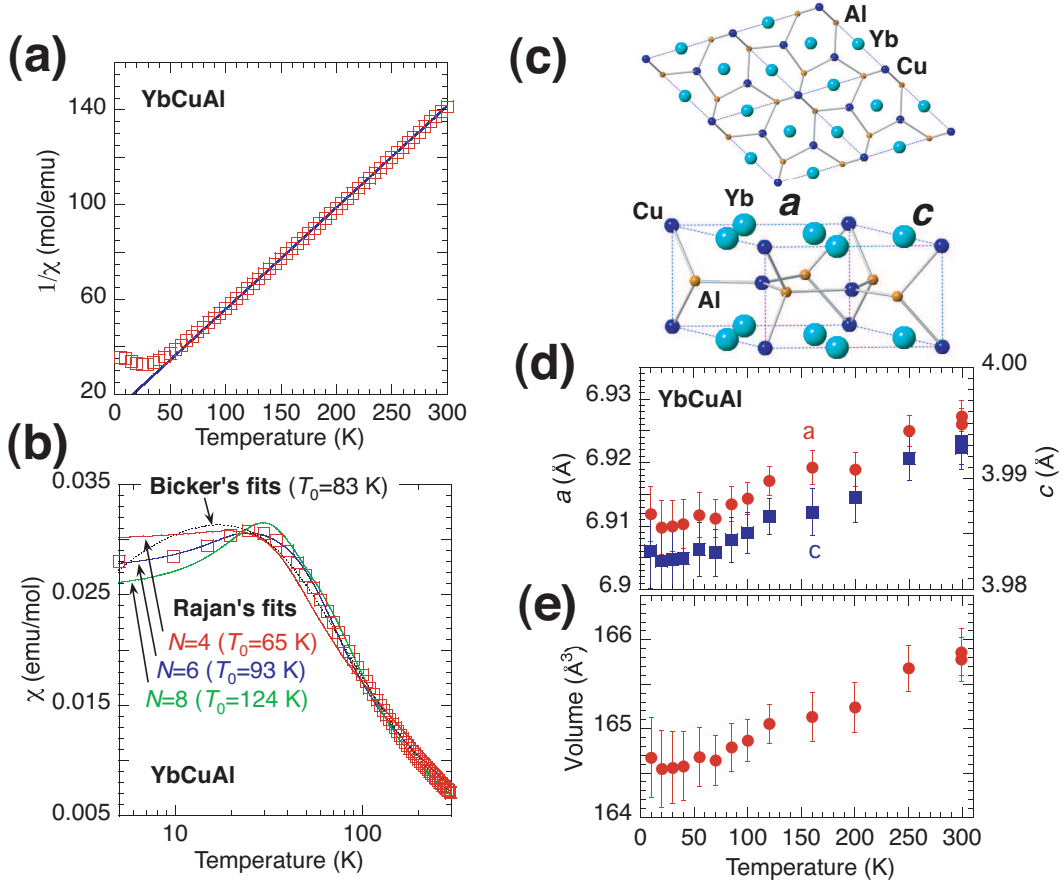 (a)
YbCuAl
1/χ (mol/emu)
140
100
60
20
0 50 100 150 200 250 300
Temperature (K)
(b)
0.035
Bicker's fits (T0=83 K)
0.025
Rajan's fits
N=4 (T0=65 K)
N=6 (T0=93 K)
N=8 (T0=124 K)
χ (emu/mol)
0.015
YbCuAl
0.005
10 100
Temperature (K)
(c)
Al
Yb
Cu
Yb
a
c
Cu
Al
(d)
YbCuAl
6.93
6.92
6.91
6.9
a (Å)
a
c
4.00
3.99
3.98
c (Å)
(e)
166
165
164
Volume (Å3)
0 50 100 150 200 250 300
Temperature (K)